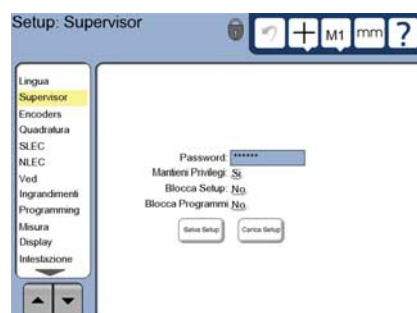 Setup: Supervisor
M1
mm
?
Lingua
Supervisor
Encoders
Quadratura
SLEC
NLEC
Ved
Ingrandimenti
Programming
Misura
Display
Intestazione
Password: ******
Mantieni Privilegi: Si
Blocca Setup: No
Blocca Programmi No
Salva Setup
Carica Setup